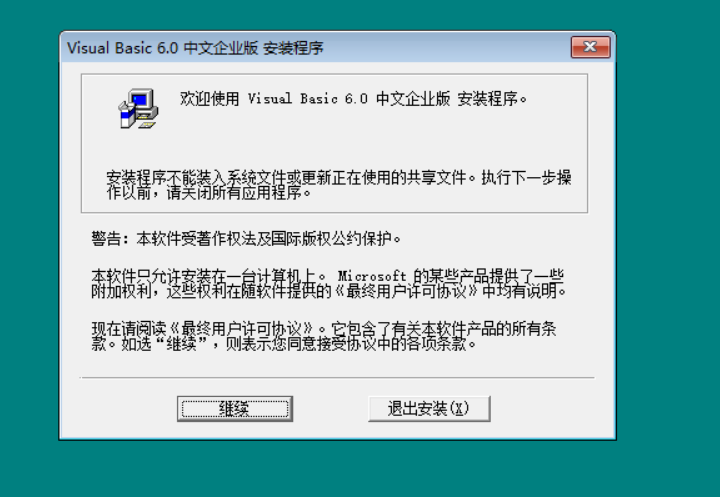 Visual Basic 6.0 中文企业版 安装程序
欢迎使用 Visual Basic 6.0 中文企业版 安装程序。
安装程序不能装入系统文件或更新正在使用的共享文件。执行下一步操
作以前，请关闭所有应用程序。
警告：本软件受著作权法及国际版权公约保护。
本软件只允许安装在一台计算机上。 Microsoft 的某些产品提供了一些
附加权利，这些权利在随软件提供的《最终用户许可协议》中均有说明。
现在请阅读《最终用户许可协议》。它包含了有关本软件产品的所有条
款。如选“继续”，则表示您同意接受协议中的各项条款。
继续
退出安装(X)